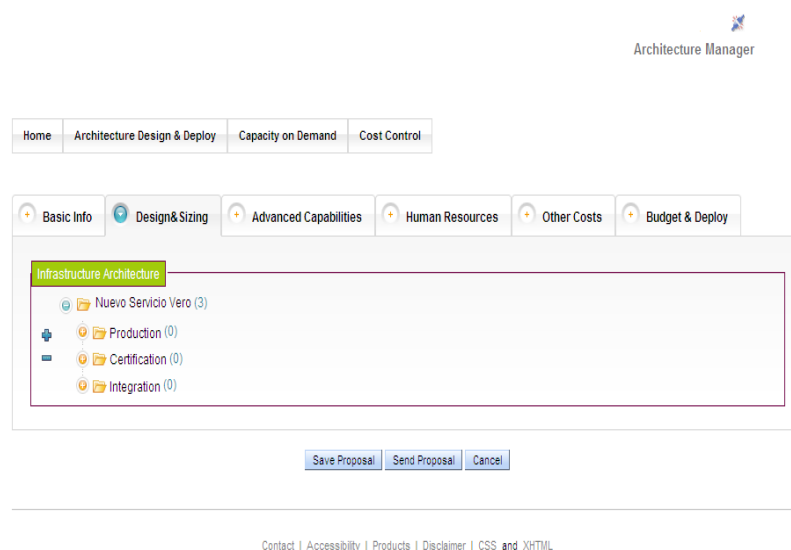 Architecture Manager
Home Architecture Design & Deploy Capacity on Demand Cost Control
Basic Info Design&Sizing Advanced Capabilities Human Resources Other Costs Budget & Deploy
Infrastructure Architecture
Nuevo Servicio Vero (3)
Production (0)
Certification (0)
Integration (0)
Save Proposal Send Proposal Cancel
Contact | Accessibility | Products | Disclaimer | CSS and XHTML